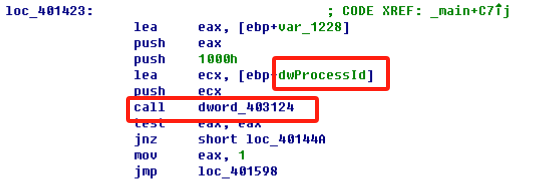 loc_401423: ; CODE XREF: _main+C7↑j
lea eax, [ebp+var_1228]
push eax
push 1000h
lea ecx, [ebp+dwProcessId]
push ecx
call dword_403124
test eax, eax
jnz short loc_40144A
mov eax, 1
jmp loc_401598